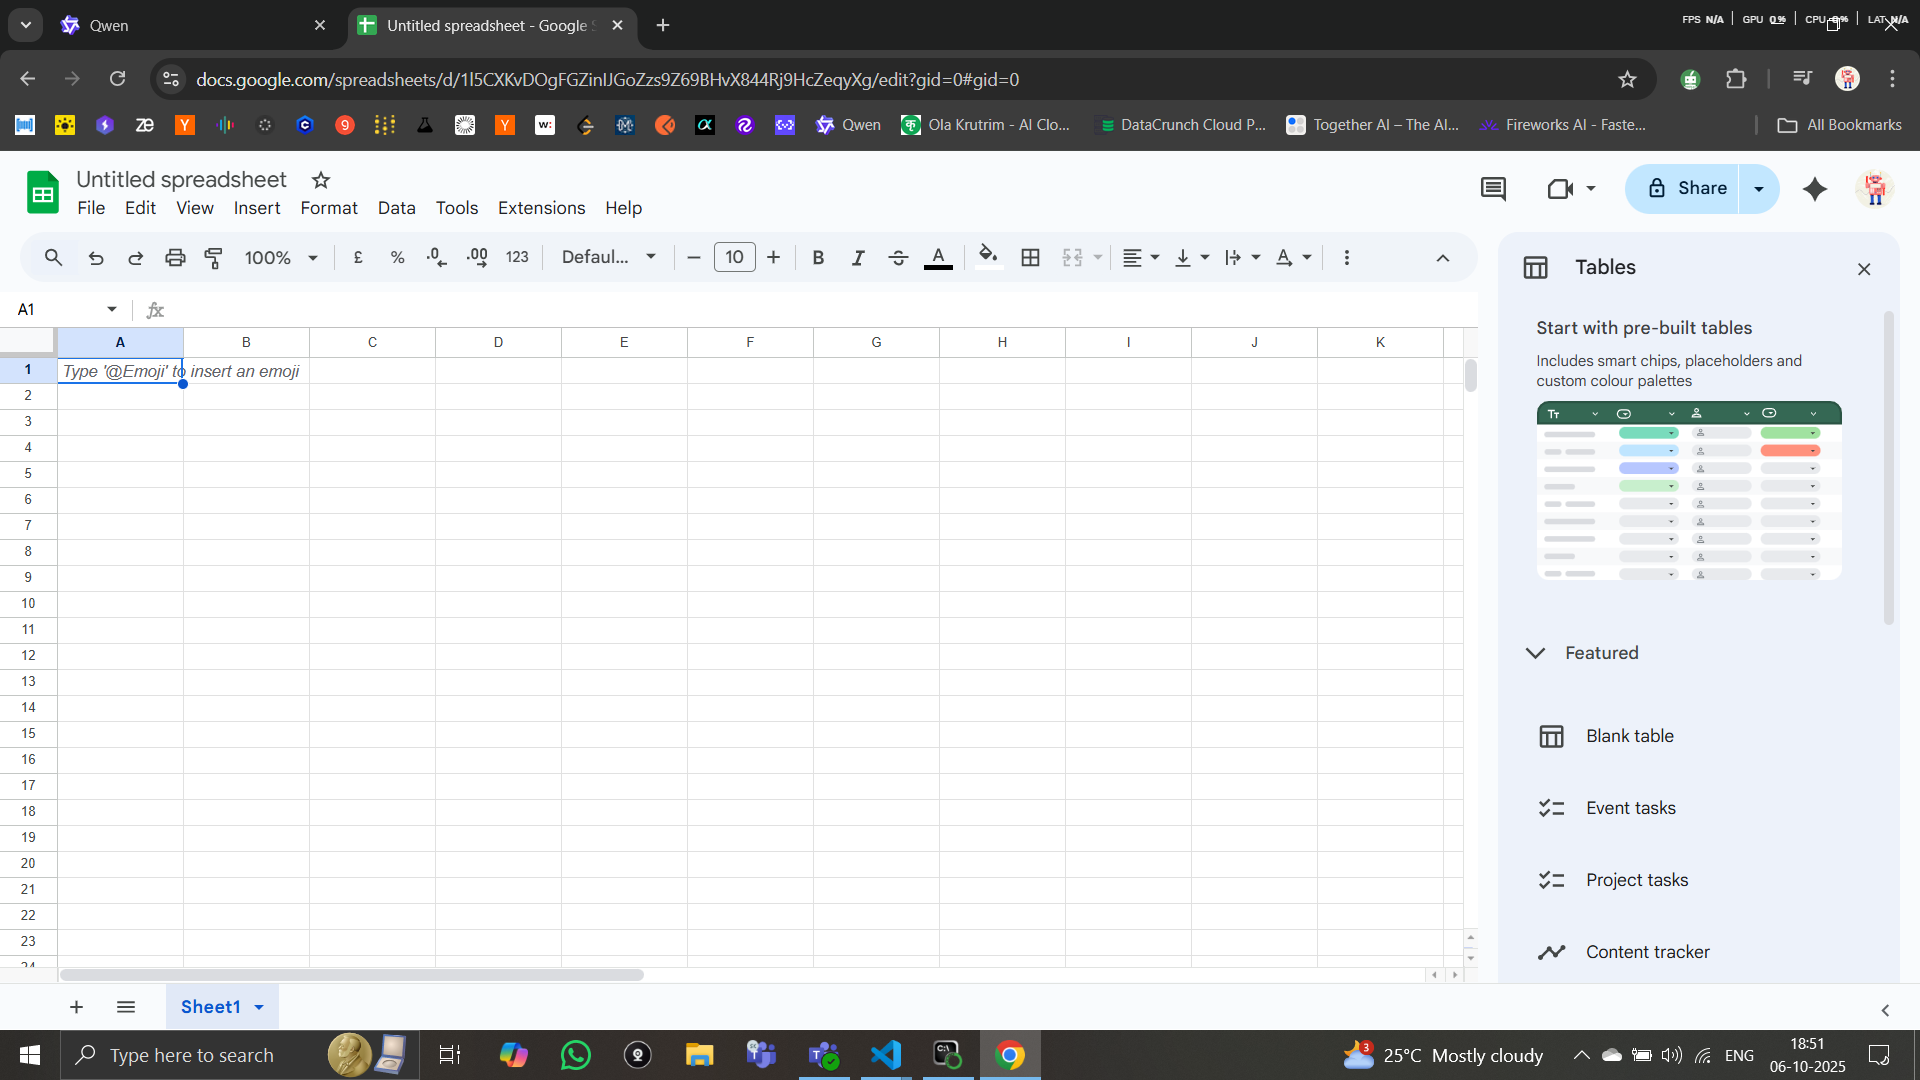 FPS N/A GPU 0% CPU 0% LAT N/A
Qwen
Untitled spreadsheet - Google S
docs.google.com/spreadsheets/d/1l5CXKvDOgFGZinIJGoZzs9Z69BHvX844Rj9HcZeqyXg/edit?gid=0#gid=0
Qwen Ola Krutrim - AI Clo... DataCrunch Cloud P... Together AI – The AI... Fireworks AI - Faste... All Bookmarks
Untitled spreadsheet
File Edit View Insert Format Data Tools Extensions Help
Share
100% £ % .0 .00 123 Defaul... 10 B I S A
A1 fx
A B C D E F G H I J K
1 Type '@Emoji' to insert an emoji
2
3
4
5
6
7
8
9
10
11
12
13
14
15
16
17
18
19
20
21
22
23
24
Tables
Start with pre-built tables
Includes smart chips, placeholders and
custom colour palettes
Tт
Featured
Blank table
Event tasks
Project tasks
Content tracker
Sheet1
Type here to search
3 25°C Mostly cloudy ENG
18:51
06-10-2025